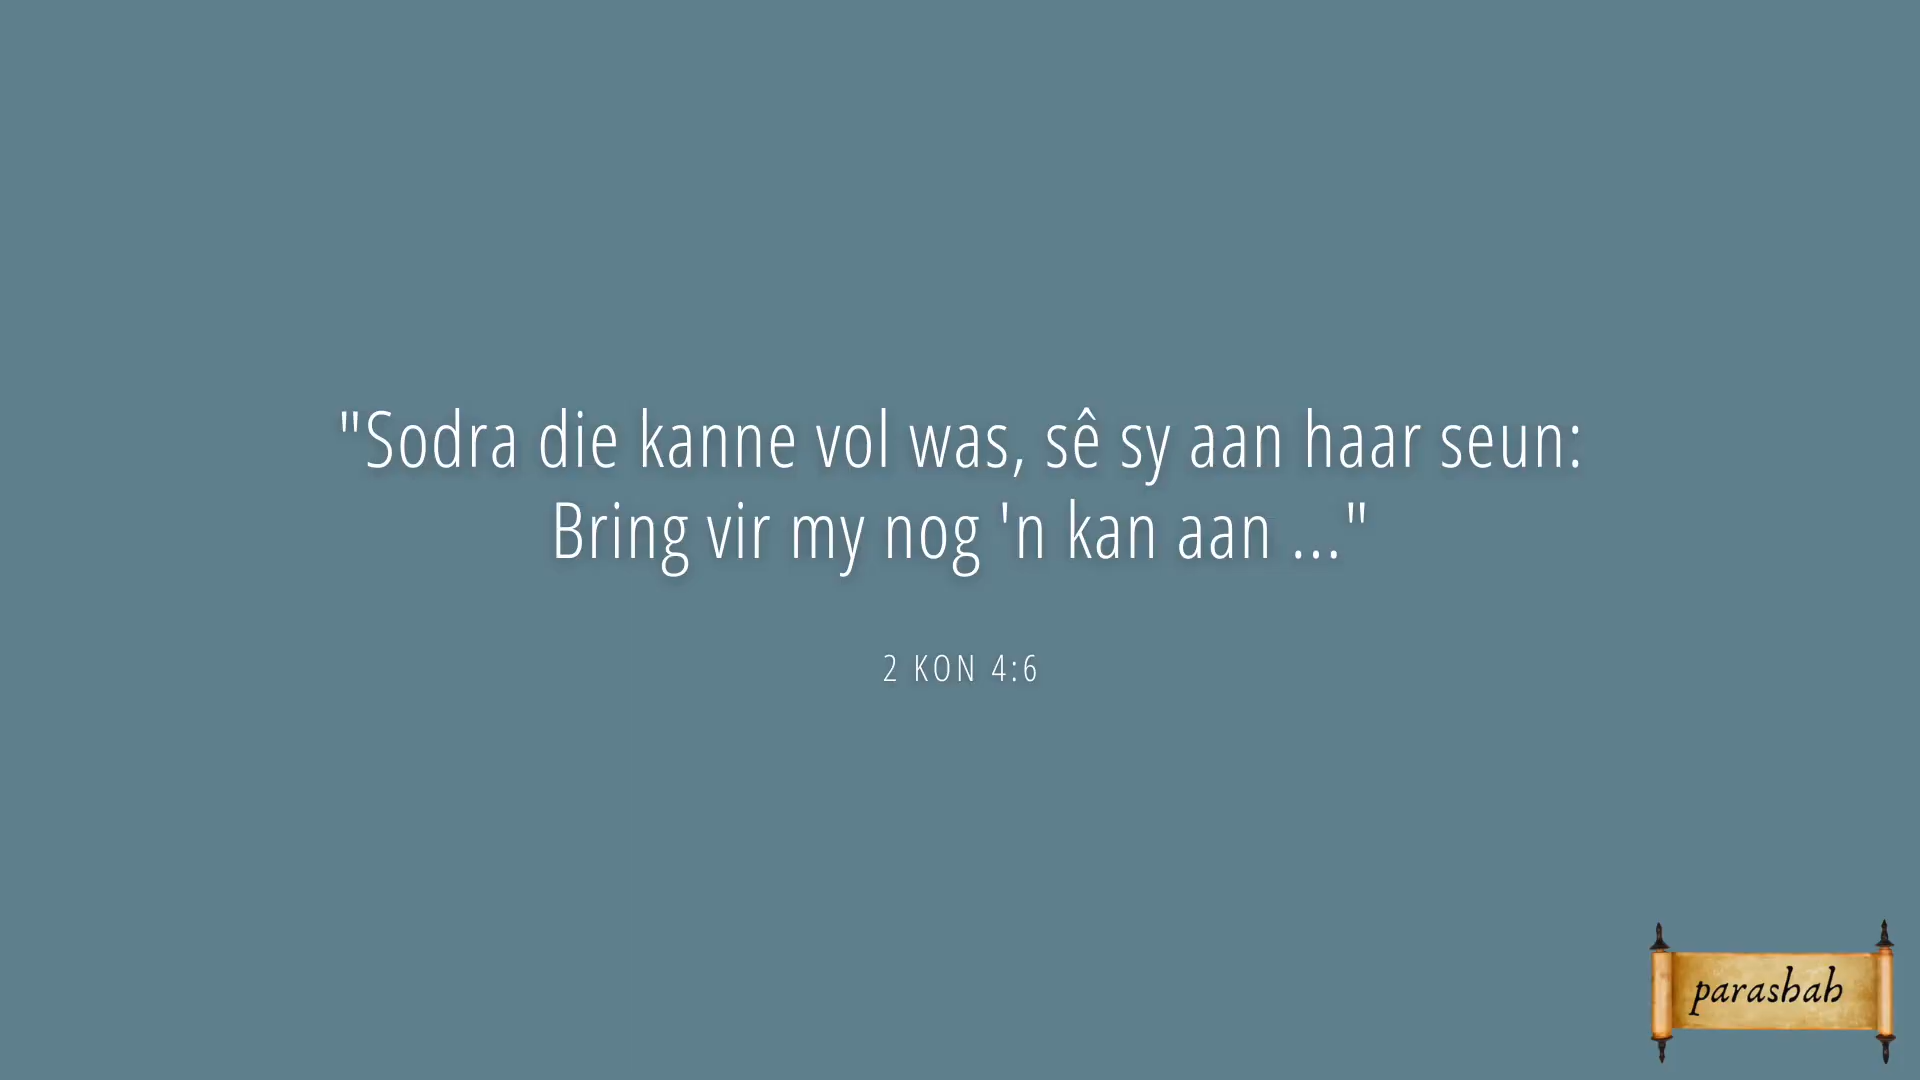 "Sodra die kanne vol was, sê sy aan haar seun:
Bring vir my nog 'n kan aan ..."
2 KON 4:6
parashah